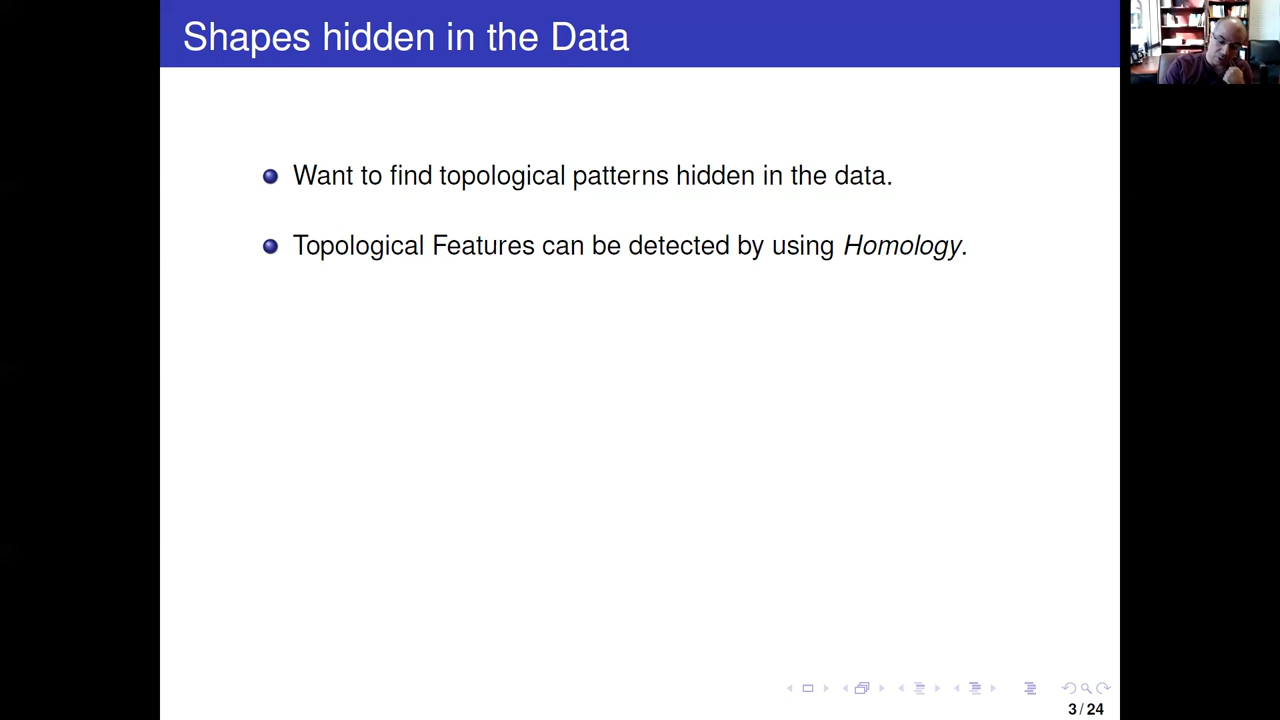 Shapes hidden in the Data
Want to find topological patterns hidden in the data.
Topological Features can be detected by using Homology.
3 / 24